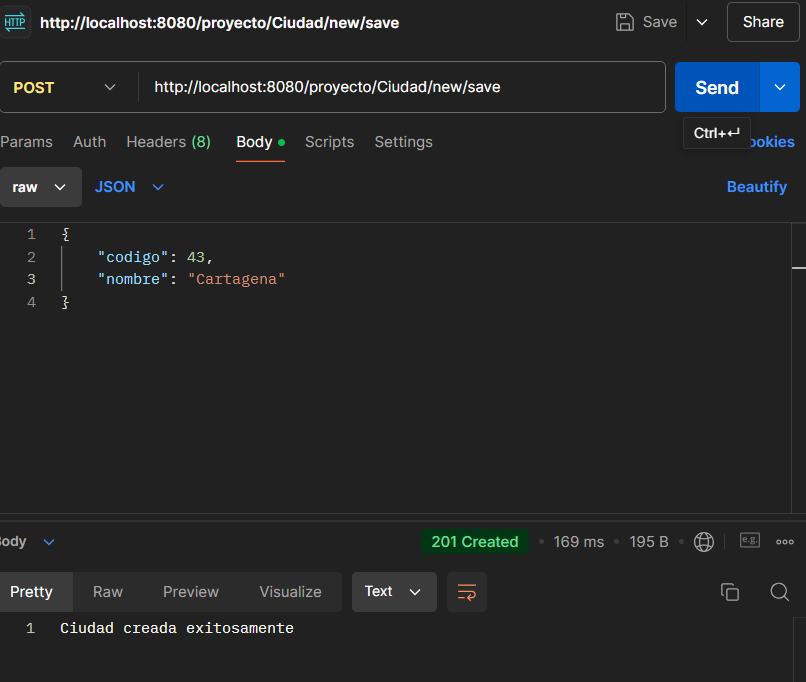 HTTP http://localhost:8080/proyecto/Ciudad/new/save Save Share
POST http://localhost:8080/proyecto/Ciudad/new/save Send
Ctrl+↵
Params Auth Headers (8) Body Scripts Settings ookies
raw JSON Beautify
1 {
2 "codigo": 43,
3 "nombre": "Cartagena"
4 }
ody 201 Created • 169 ms • 195 B • e.g.
Pretty Raw Preview Visualize Text
1 Ciudad creada exitosamente